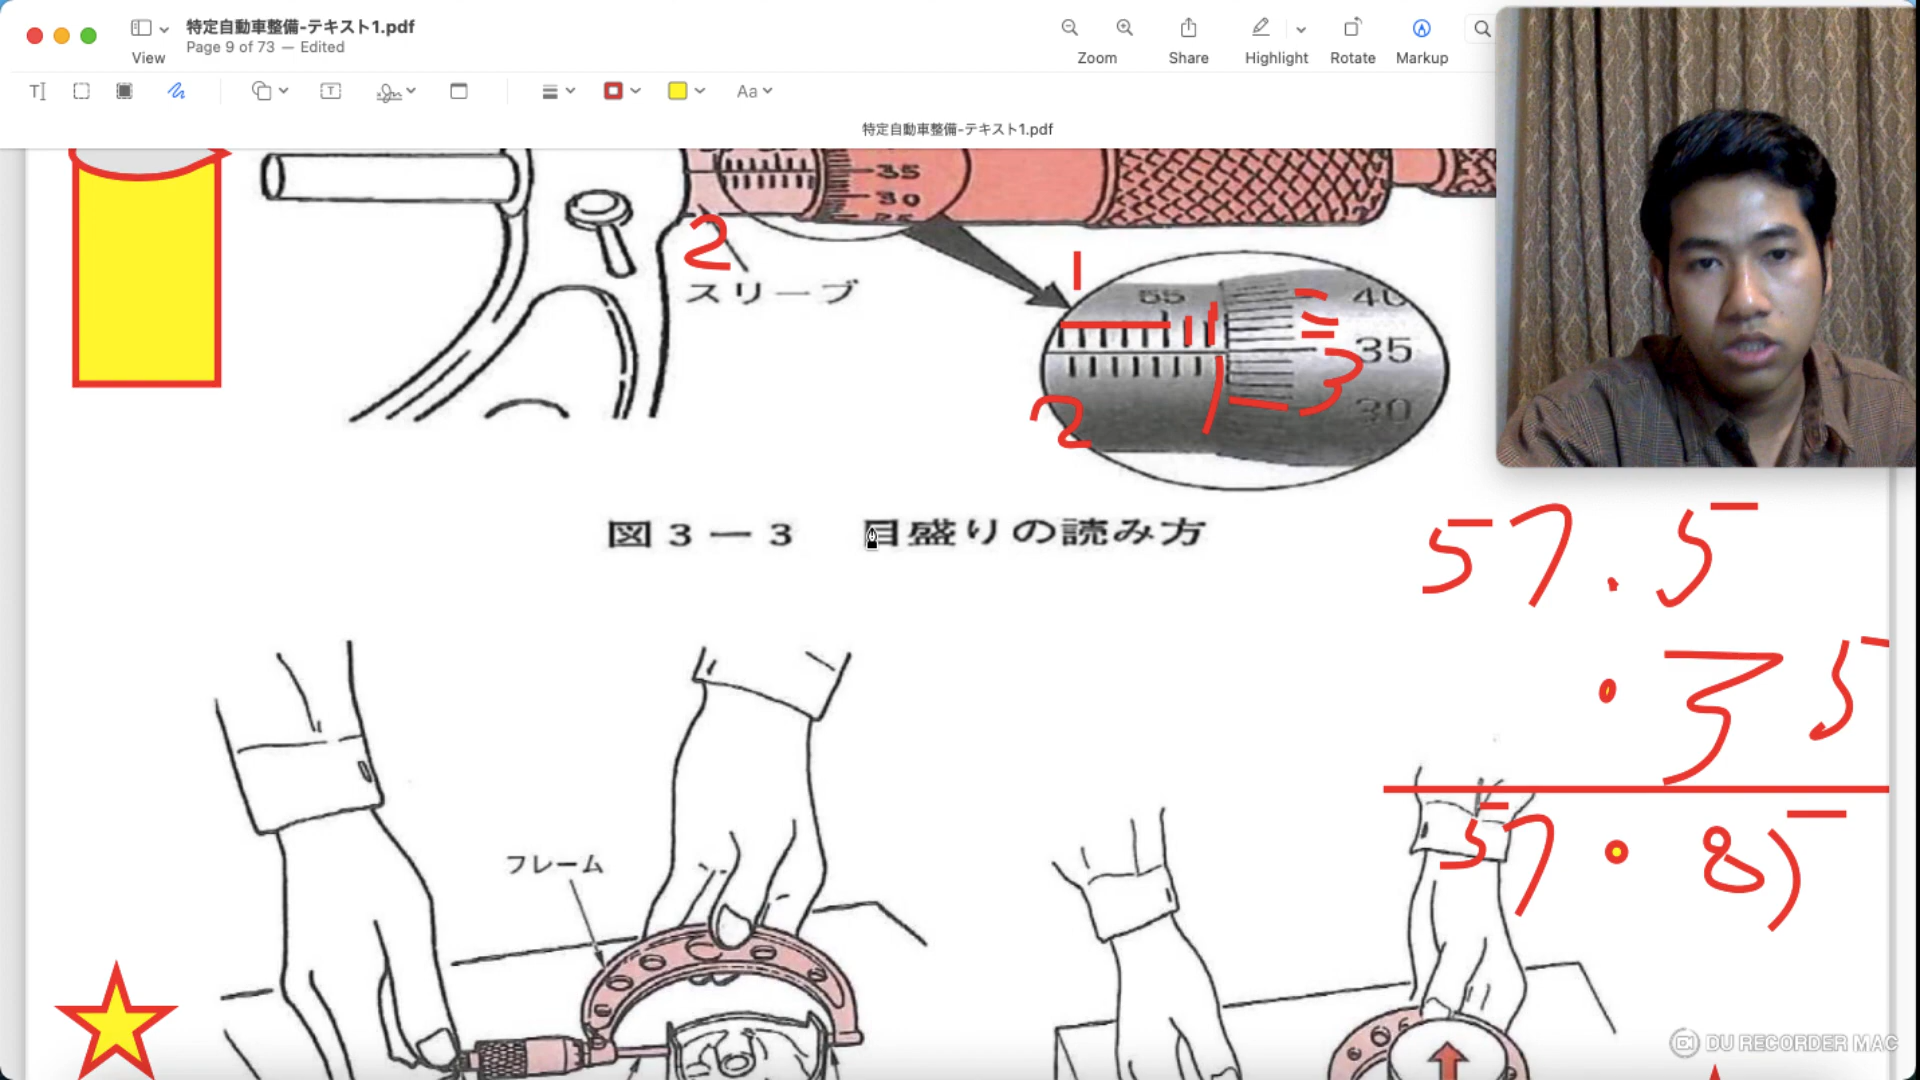 特定自動車整備-テキスト1.pdf
Page 9 of 73 — Edited
View
Zoom
Share
Highlight
Rotate
Markup
Aa
特定自動車整備-テキスト1.pdf
35
30
2
スリーブ
1
55
40
35
3
30
2
図3－3 目盛りの読み方
57.5
.35
57.85
フレーム
DU RECORDER MAC